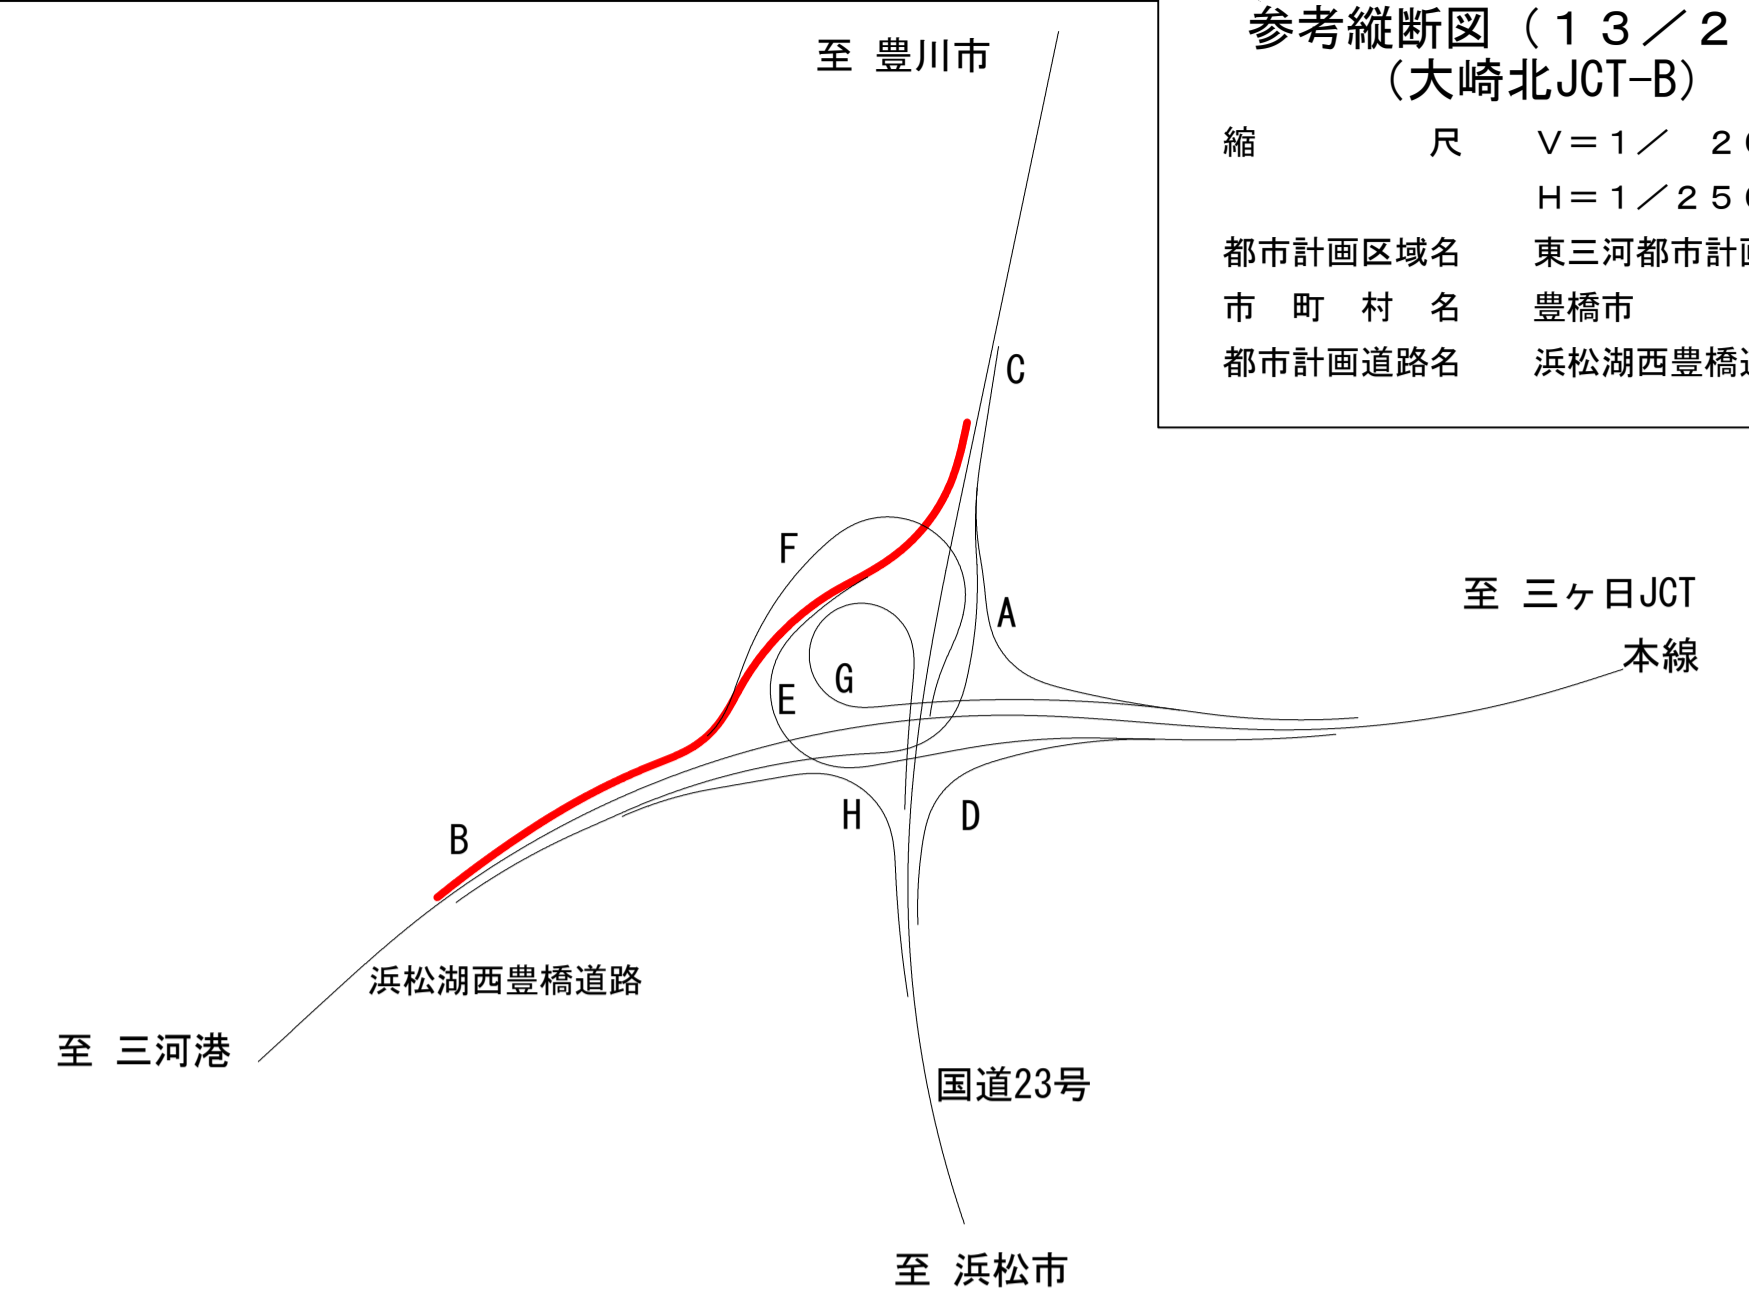 参考縦断図（１３／２
（大崎北JCT-B）
縮尺 Ｖ＝１／ ２
Ｈ＝１／２５
都市計画区域名 東三河都市計
市町村名 豊橋市
都市計画道路名 浜松湖西豊橋
至 豊川市
C
F
A
至 三ヶ日JCT
本線
G
E
H
D
B
浜松湖西豊橋道路
至 三河港
国道23号
至 浜松市